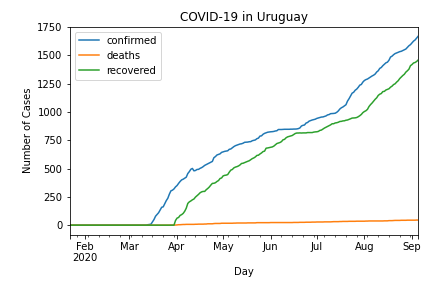 COVID-19 in Uruguay
1750
1500
1250
1000
750
500
250
0
Number of Cases
confirmed
deaths
recovered
Feb Mar Apr May Jun Jul Aug Sep
2020
Day